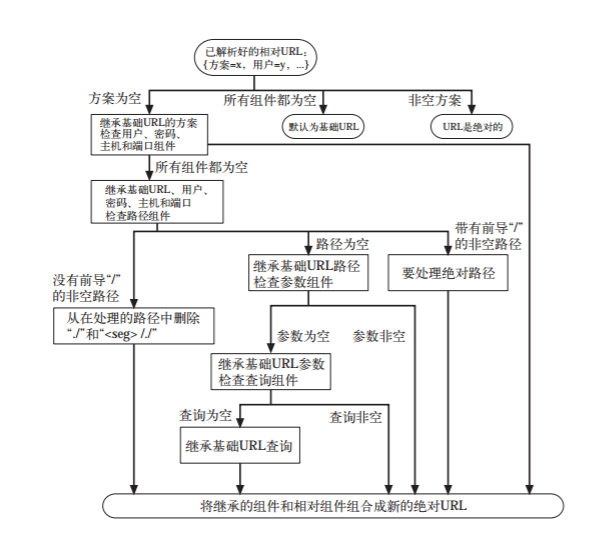 已解析好的相对URL：
{方案=x，用户=y，...}
方案为空
所有组件都为空
非空方案
继承基础URL的方案
检查用户、密码、
主机和端口组件
默认为基础URL
URL是绝对的
所有组件都为空
继承基础URL、用户、
密码、主机和端口
检查路径组件
没有前导“/”
的非空路径
路径为空
带有前导“/”
的非空路径
继承基础URL路径
检查参数组件
要处理绝对路径
从在处理的路径中删除
“./”和“<seg> /./”
参数为空
参数非空
继承基础URL参数
检查查询组件
查询为空
查询非空
继承基础URL查询
将继承的组件和相对组件组合成新的绝对URL